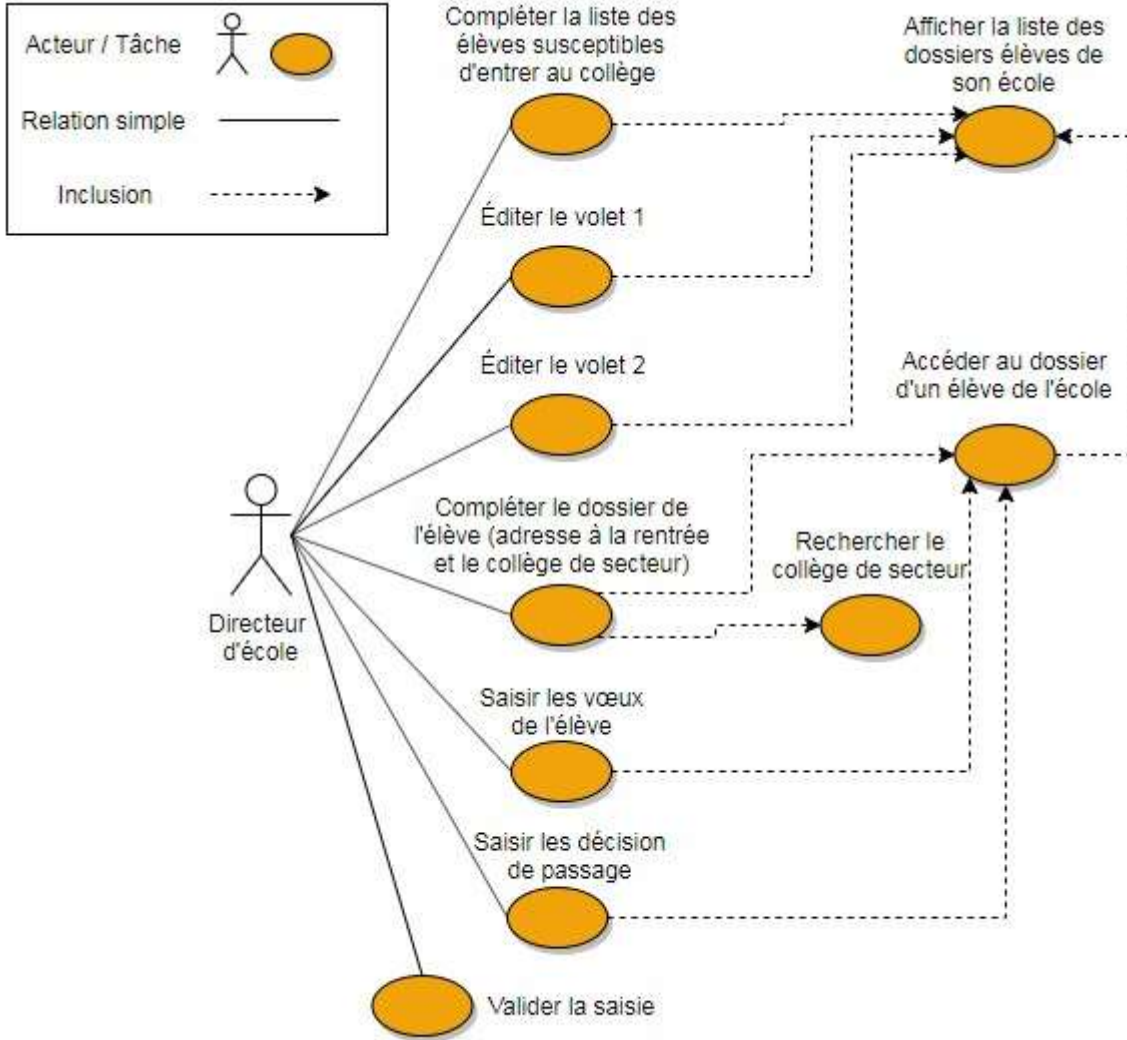 Acteur / Tâche
Relation simple
Inclusion
Compléter la liste des
élèves susceptibles
d'entrer au collège
Afficher la liste des
dossiers élèves de
son école
Éditer le volet 1
Éditer le volet 2
Accéder au dossier
d'un élève de l'école
Compléter le dossier de
l'élève (adresse à la rentrée
et le collège de secteur)
Rechercher le
collège de secteur
Directeur
d'école
Saisir les vœux
de l'élève
Saisir les décision
de passage
Valider la saisie